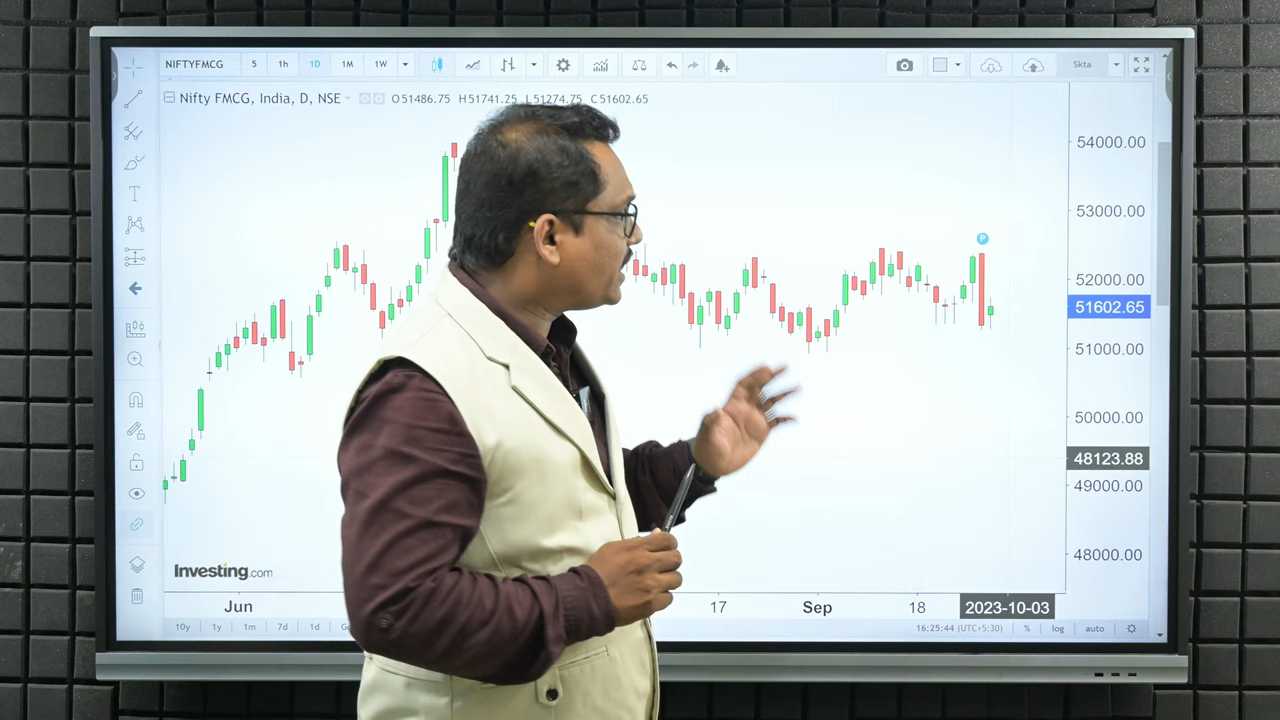 NIFTYFMCG 5 1h 1D 1M 1W Skta
Nifty FMCG, India, D, NSE O51486.75 H51741.25 L51274.75 C51602.65
54000.00
53000.00
P
52000.00
51602.65
51000.00
50000.00
48123.88
49000.00
48000.00
Investing.com
Jun 17 Sep 18 2023-10-03
10y 1y 1m 7d 1d 16:25:44 (UTC+5:30) % log auto